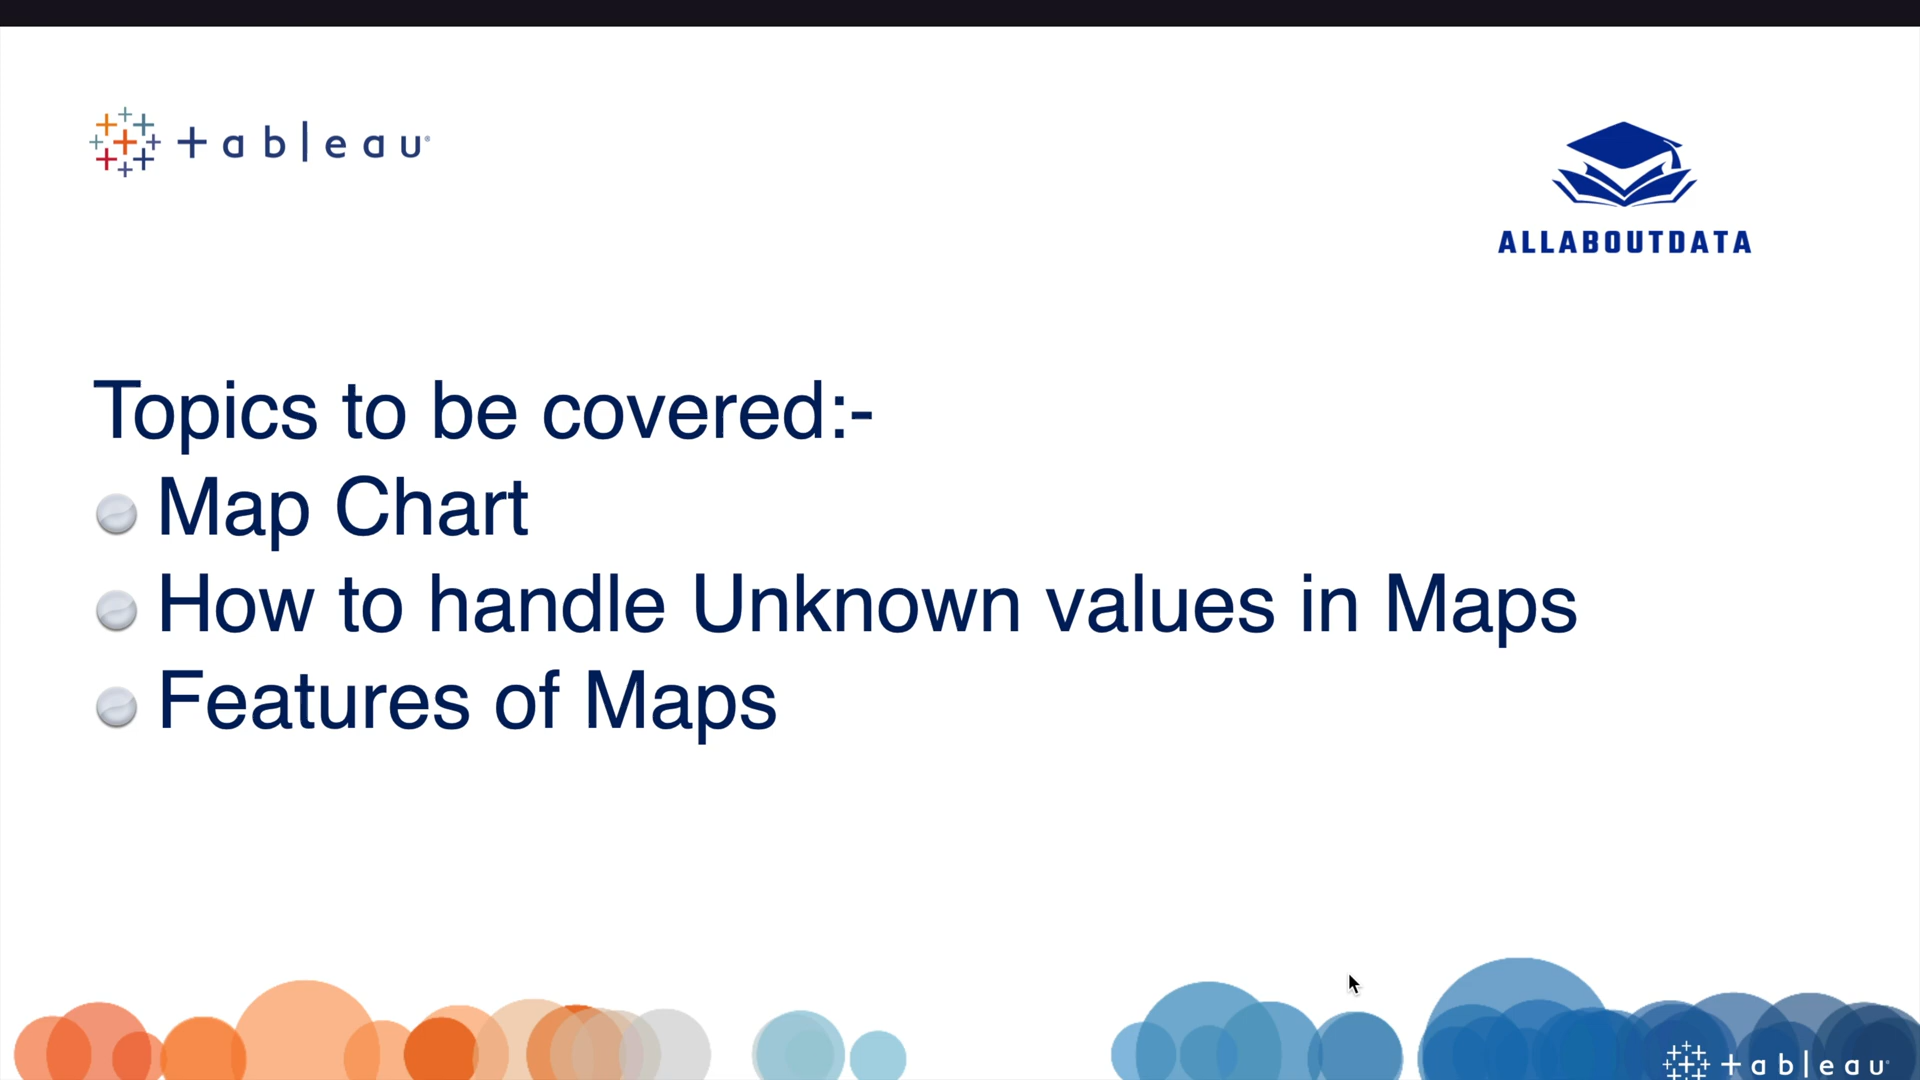 tableau
ALLABOUTDATA
Topics to be covered:-
Map Chart
How to handle Unknown values in Maps
Features of Maps
tableau